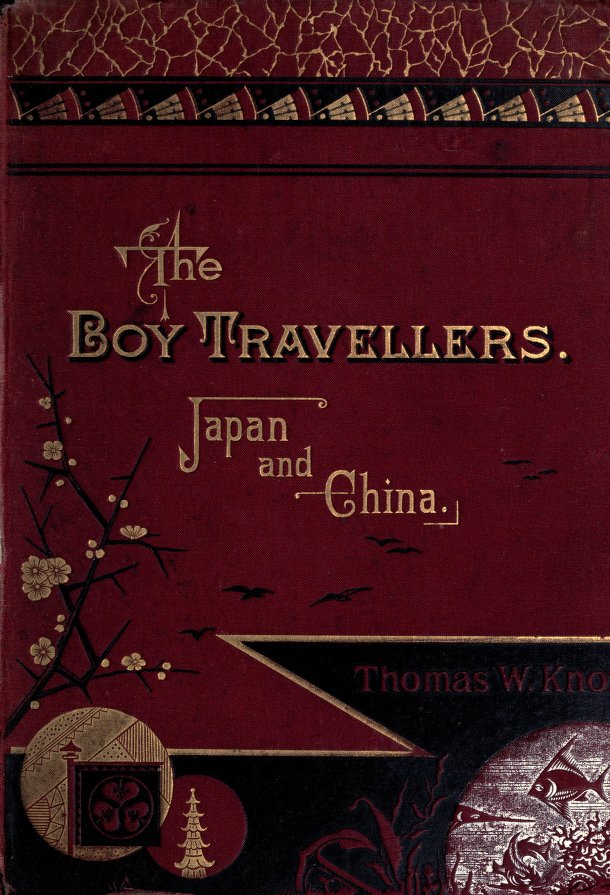 The
BOY TRAVELLERS.
Japan
and
China.
Thomas W. Kno